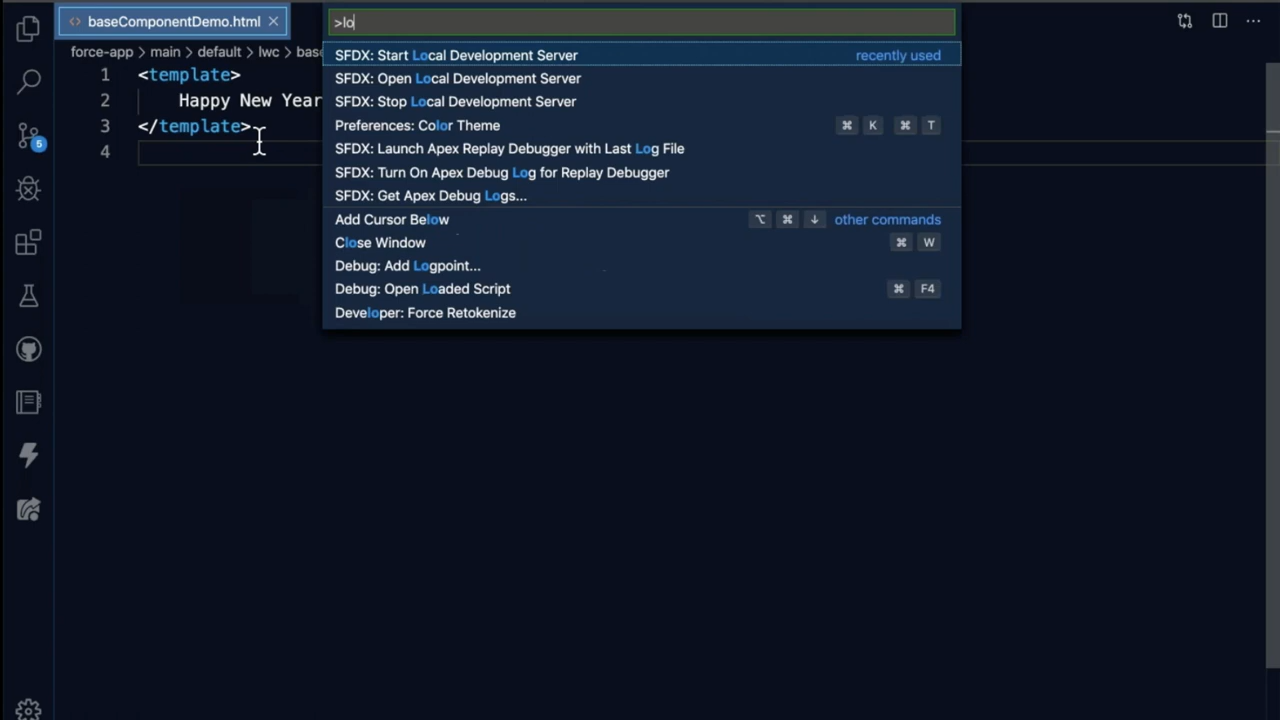 baseComponentDemo.html
>lo
force-app > main > default > lwc >
1 <template>
2 Happy New Year
3 </template>
4
SFDX: Start Local Development Server recently used
SFDX: Open Local Development Server
SFDX: Stop Local Development Server
Preferences: Color Theme ⌘ K ⌘ T
SFDX: Launch Apex Replay Debugger with Last Log File
SFDX: Turn On Apex Debug Log for Replay Debugger
SFDX: Get Apex Debug Logs...
Add Cursor Below ⌥ ⌘ ↓ other commands
Close Window ⌘ W
Debug: Add Logpoint...
Debug: Open Loaded Script ⌘ F4
Developer: Force Retokenize
5